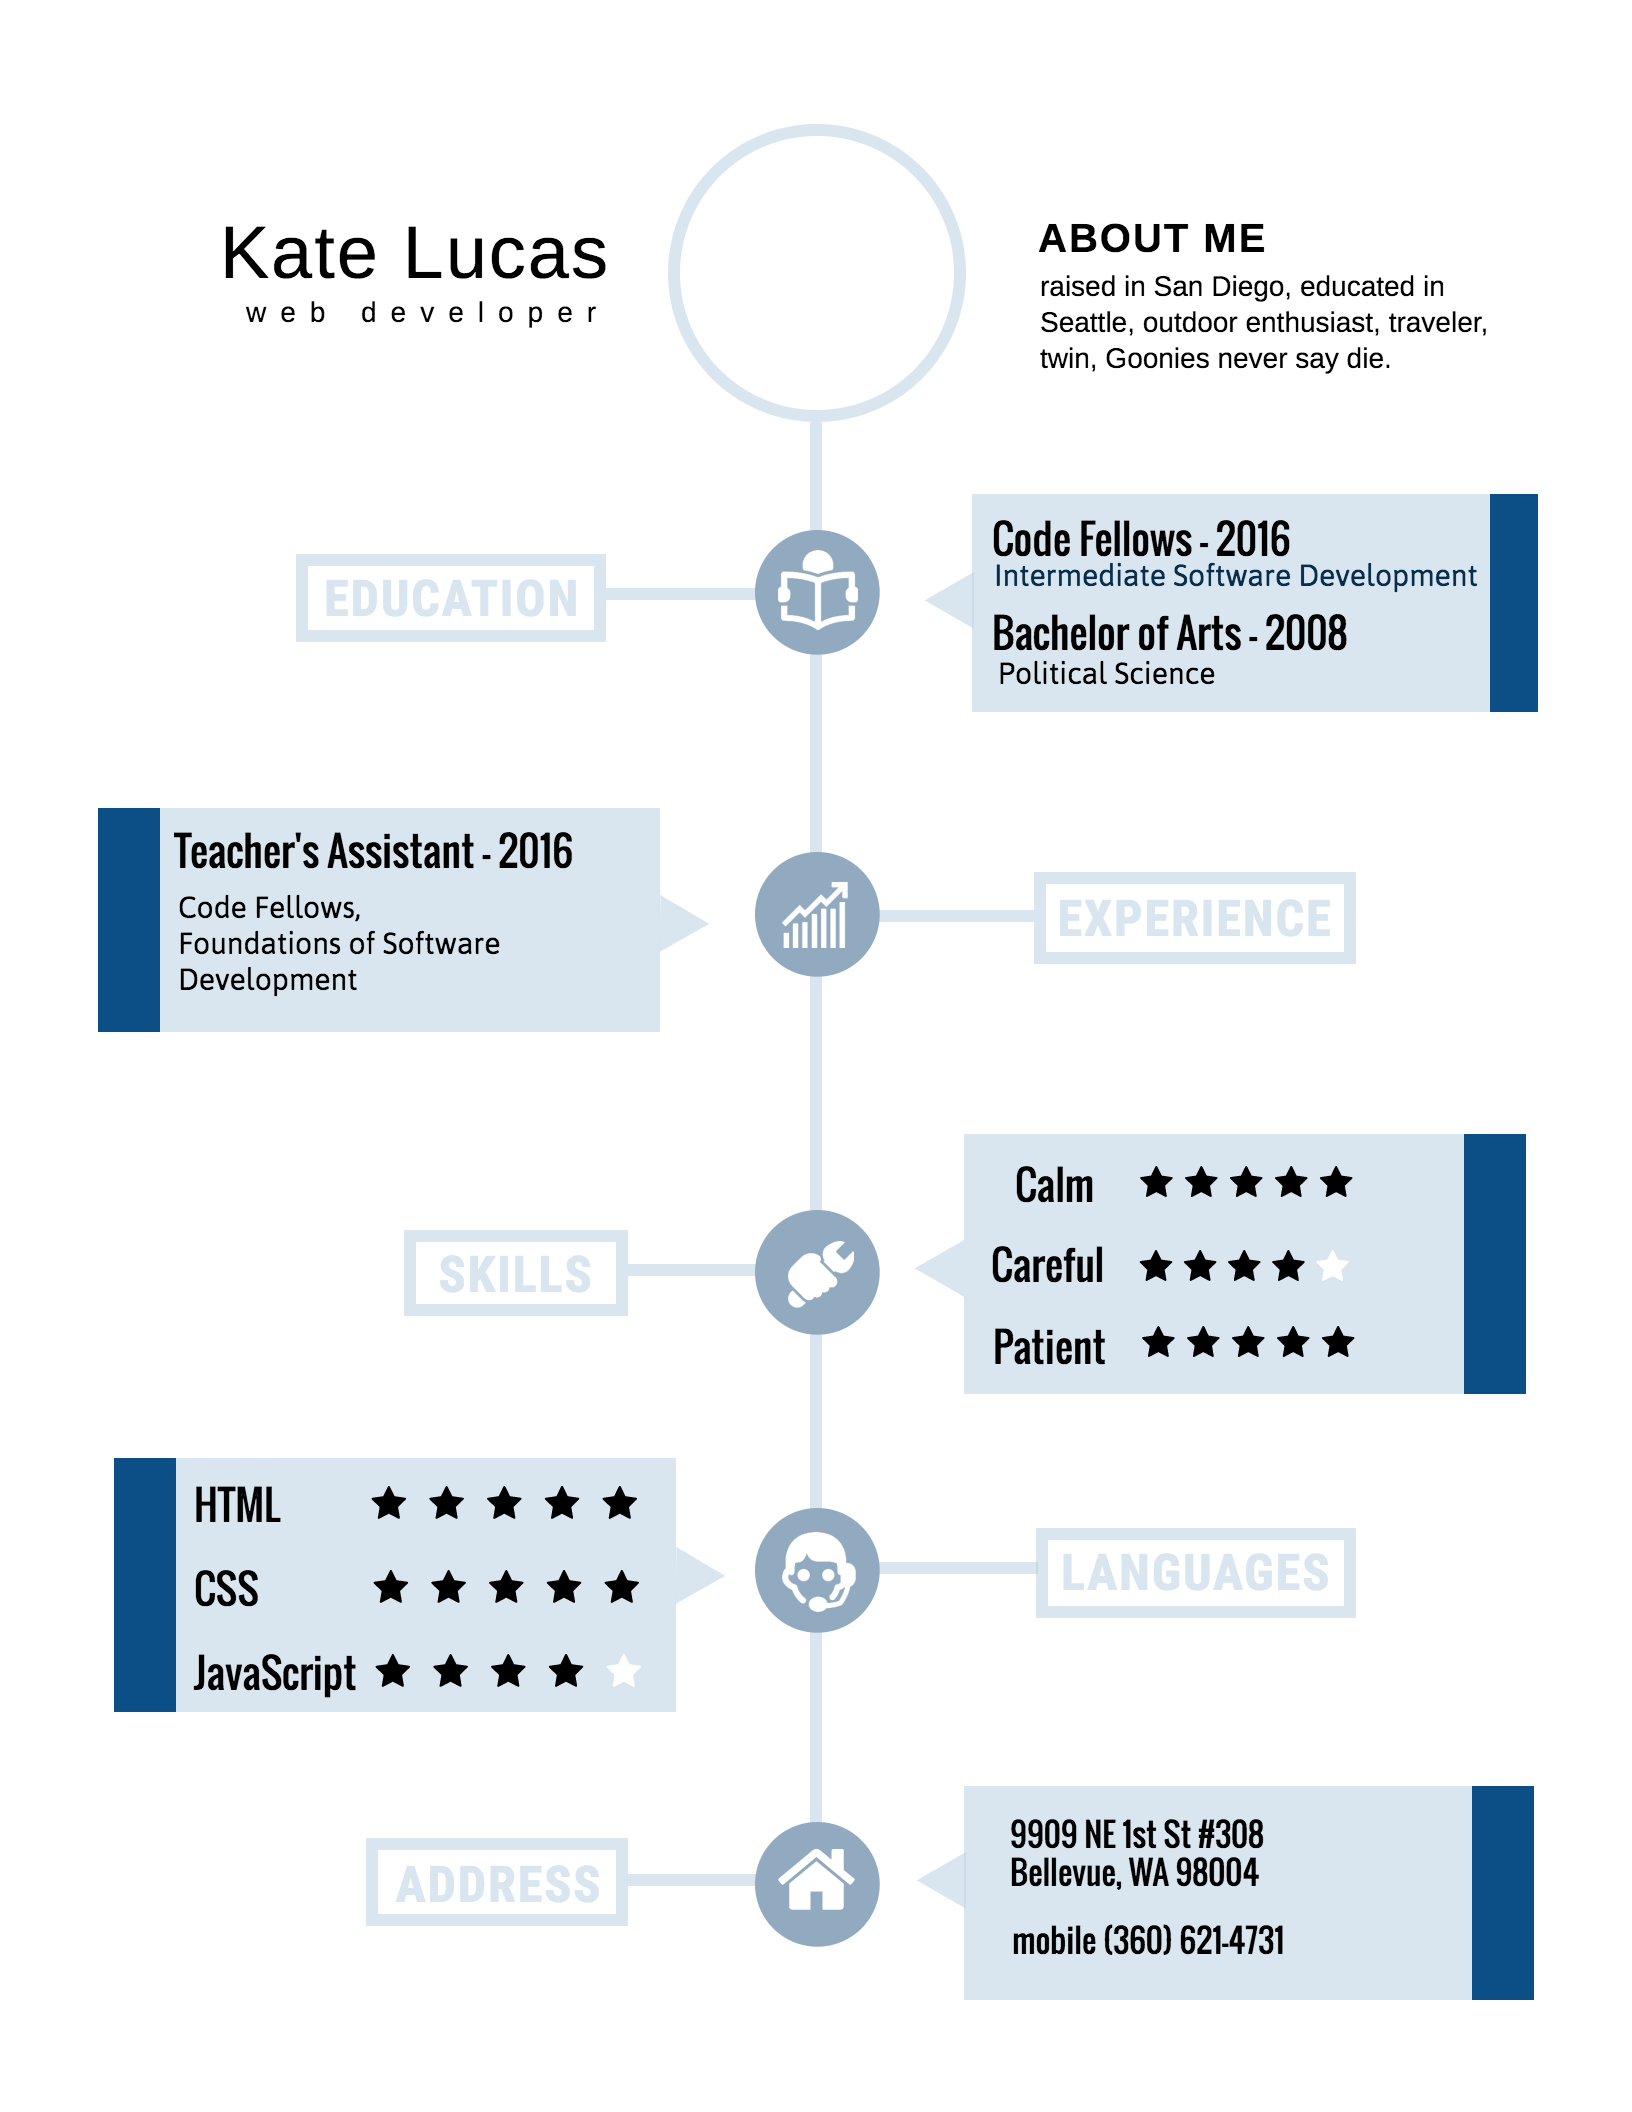 Kate Lucas
web developer
ABOUT ME
raised in San Diego, educated in
Seattle, outdoor enthusiast, traveler,
twin, Goonies never say die.
EDUCATION
Code Fellows - 2016
Intermediate Software Development
Bachelor of Arts - 2008
Political Science
Teacher's Assistant - 2016
Code Fellows,
Foundations of Software
Development
EXPERIENCE
SKILLS
Calm
Careful
Patient
HTML
CSS
JavaScript
LANGUAGES
ADDRESS
9909 NE 1st St #308
Bellevue, WA 98004
mobile (360) 621-4731